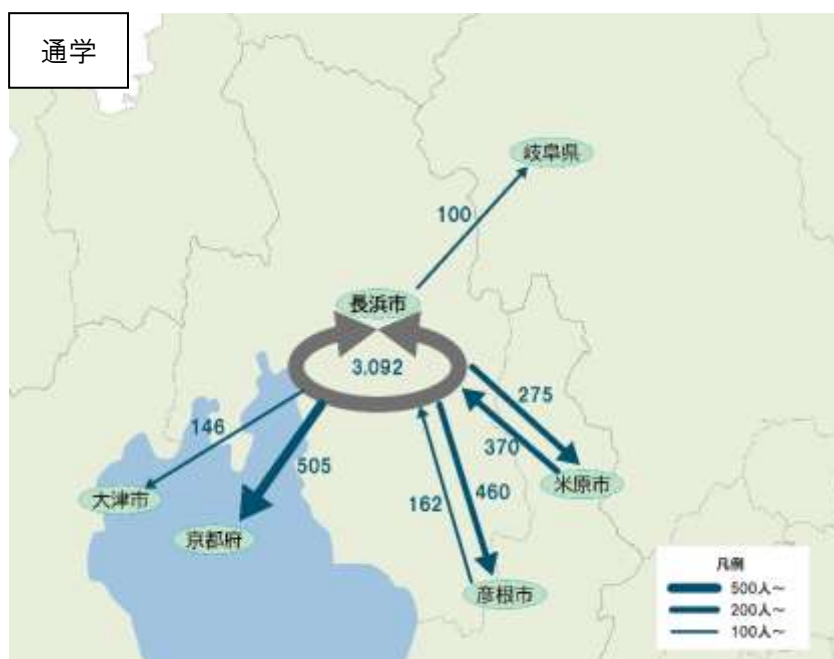 通学
岐阜県
100
長浜市
3,092
275
146
370
505
大津市
162
460
米原市
京都府
彦根市
凡例
500人～
200人～
100人～